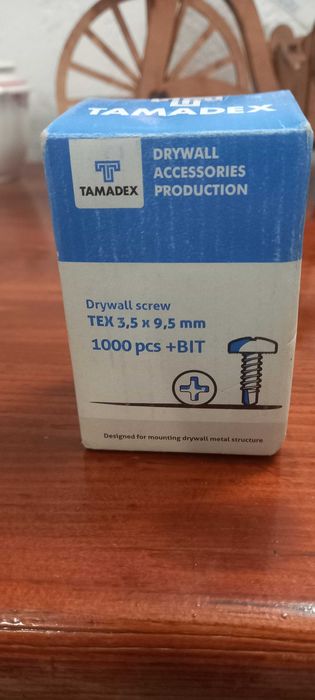 TAMADEX
TAMADEX
DRYWALL
ACCESSORIES
PRODUCTION
Drywall screw
TEX 3,5 x 9,5 mm
1000 pcs +BIT
Designed for mounting drywall metal structure